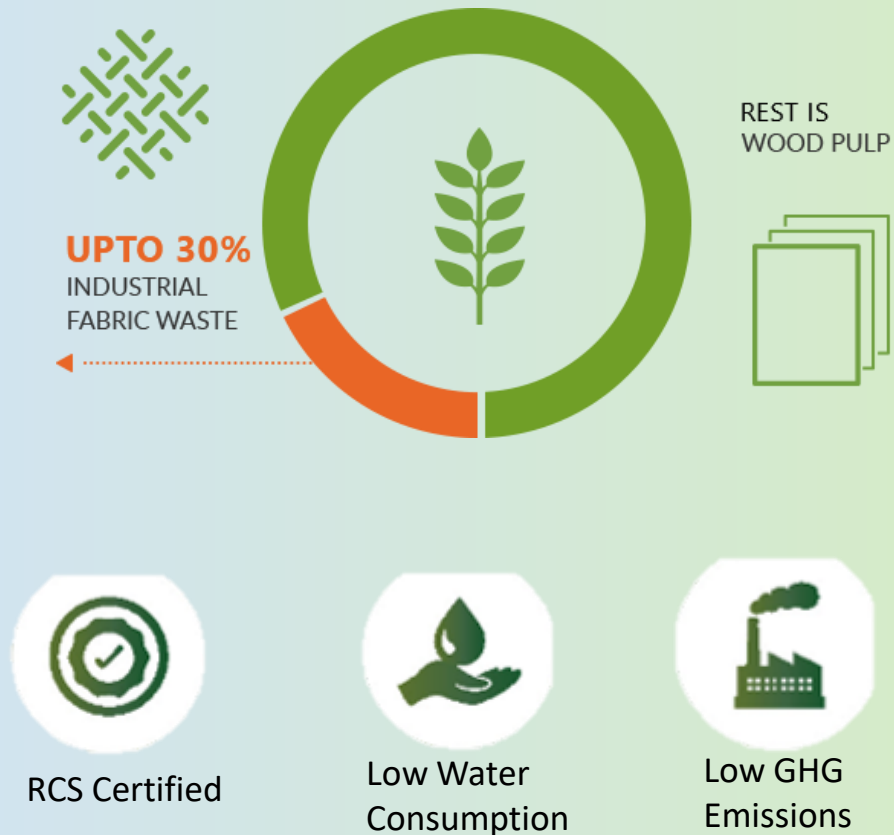 UPTO 30%
INDUSTRIAL
FABRIC WASTE
REST IS
WOOD PULP
RCS Certified
Low Water
Consumption
Low GHG
Emissions